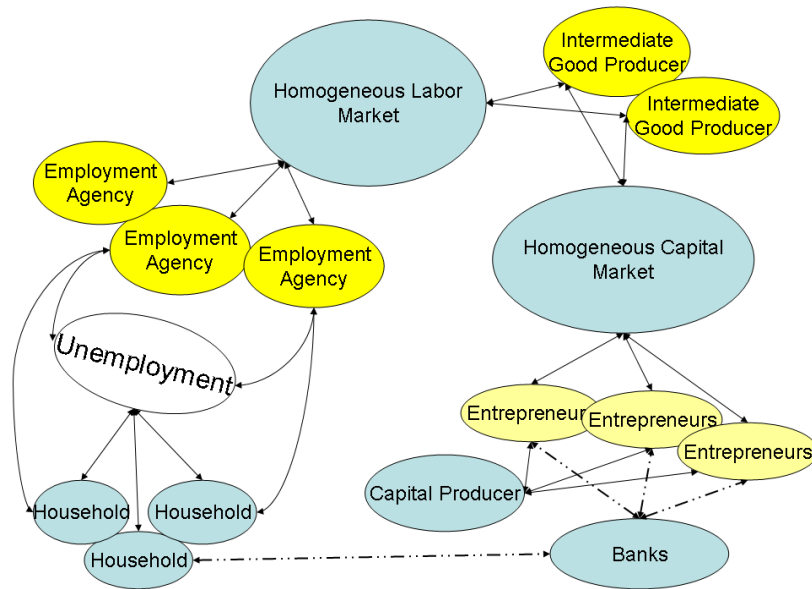 Intermediate
Good Producer
Homogeneous Labor
Market
Intermediate
Good Producer
Employment
Agency
Employment
Agency
Employment
Agency
Homogeneous Capital
Market
Unemployment
Entrepreneurs
Entrepreneurs
Entrepreneurs
Capital Producer
Household
Household
Household
Banks